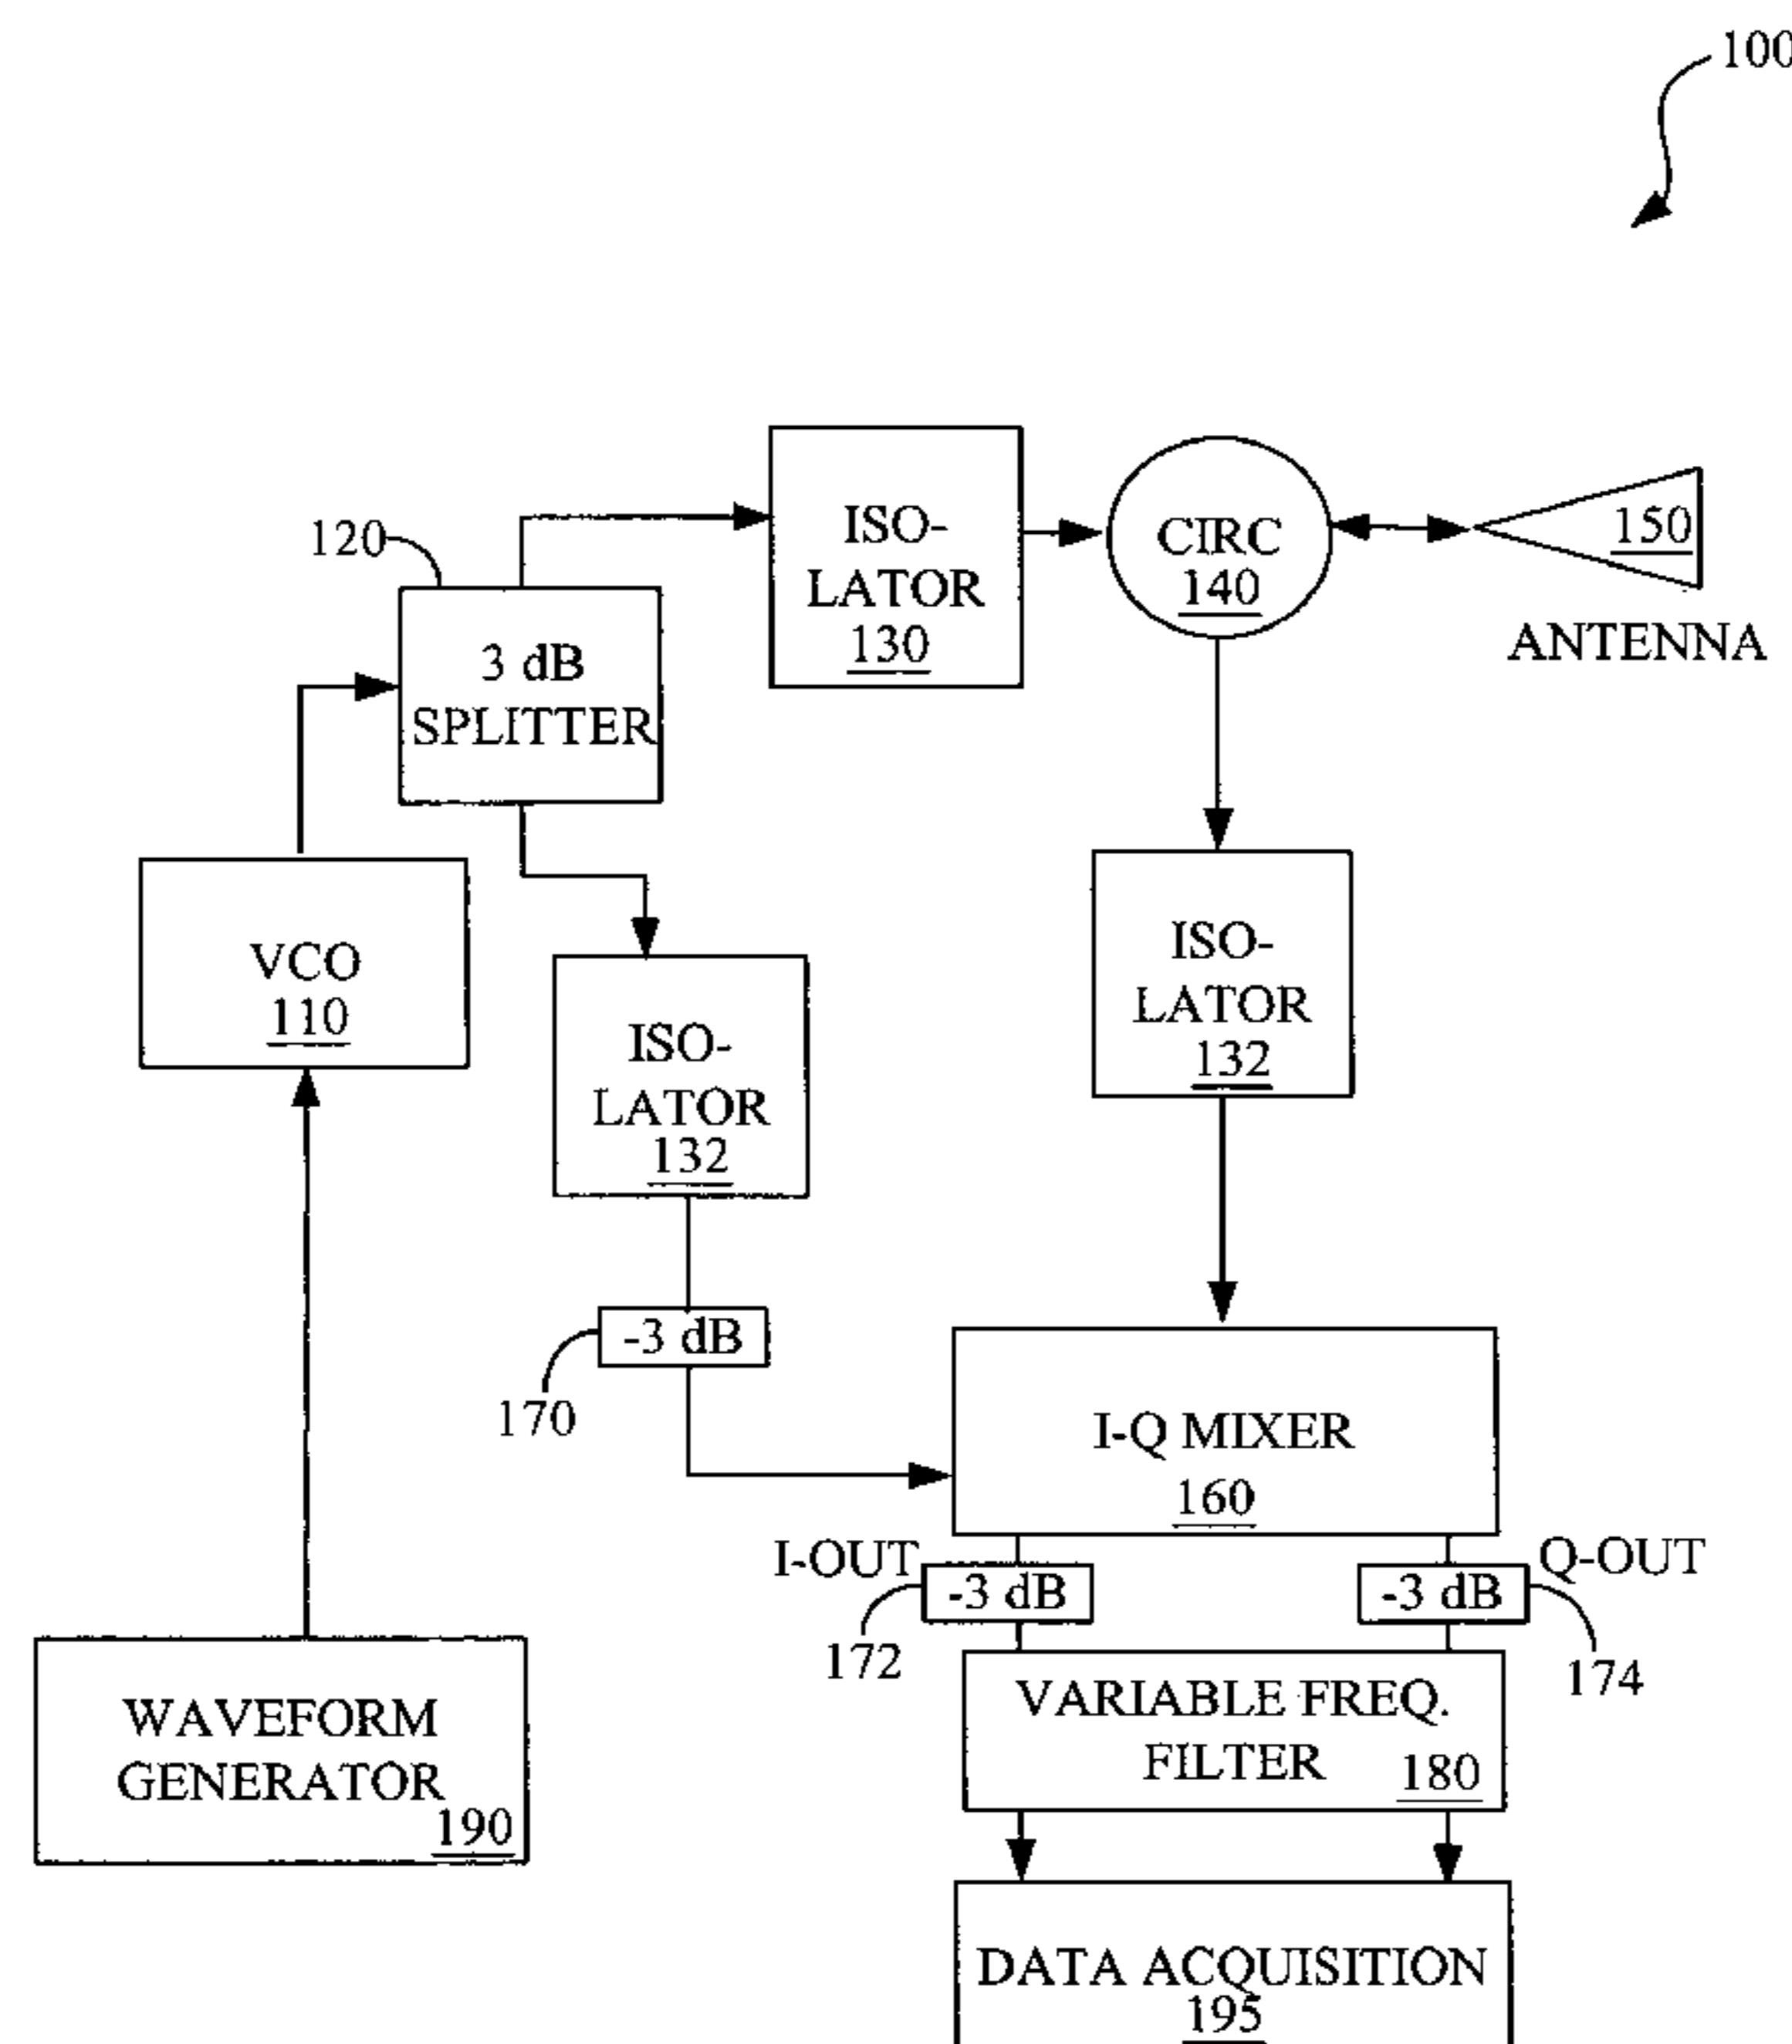 100
ISO-
LATOR
130
CIRC
140
150
ANTENNA
120
3 dB
SPLITTER
VCO
110
ISO-
LATOR
132
ISO-
LATOR
132
-3 dB
170
I-Q MIXER
160
I-OUT
-3 dB
172
Q-OUT
-3 dB
174
VARIABLE FREQ.
FILTER
180
WAVEFORM
GENERATOR
190
DATA ACQUISITION
195